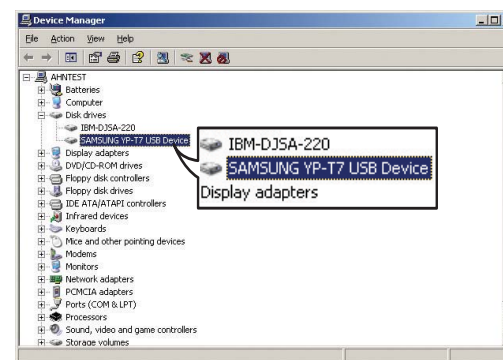 Device Manager
File Action View Help
AHNTEST
Batteries
Computer
Disk drives
IBM-DJSA-220
SAMSUNG YP-T7 USB Device
Display adapters
DVD/CD-ROM drives
Floppy disk controllers
Floppy disk drives
IDE ATA/ATAPI controllers
Infrared devices
Keyboards
Mice and other pointing devices
Modems
Monitors
Network adapters
PCMCIA adapters
Ports (COM & LPT)
Processors
Sound, video and game controllers
Storage volumes
IBM-DJSA-220
SAMSUNG YP-T7 USB Device
Display adapters